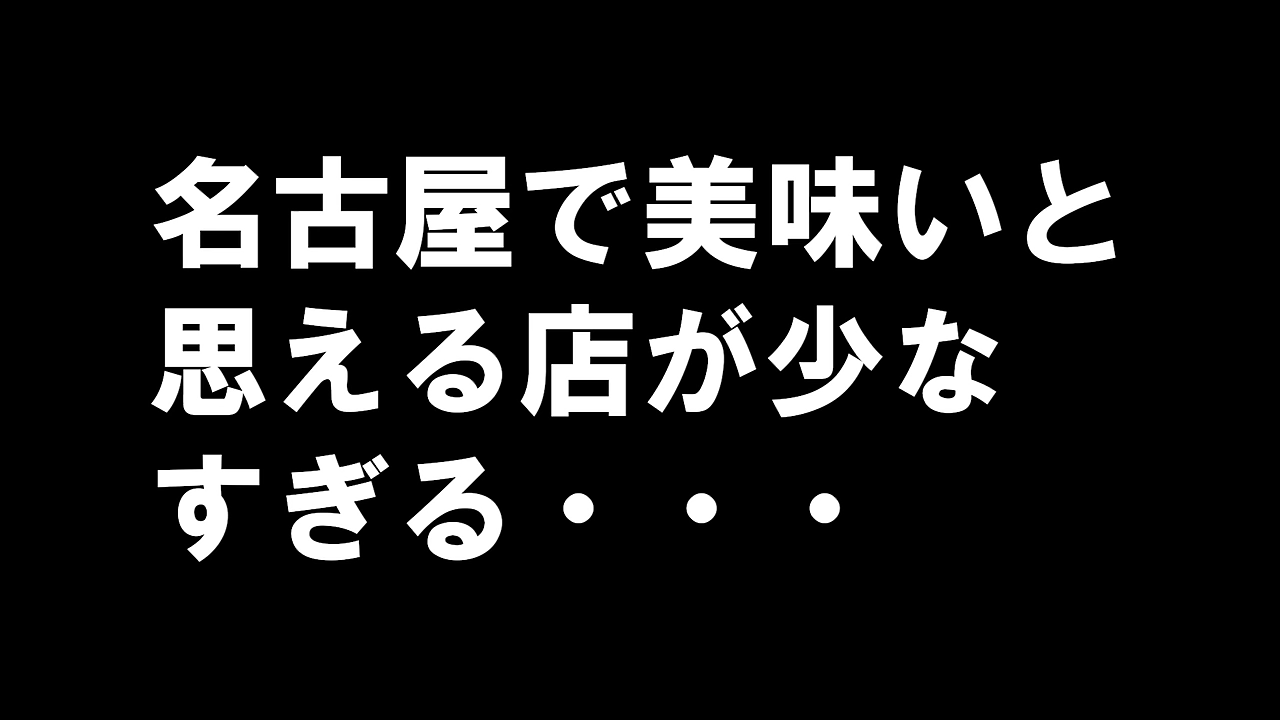 名古屋で美味いと
思える店が少な
すぎる・・・